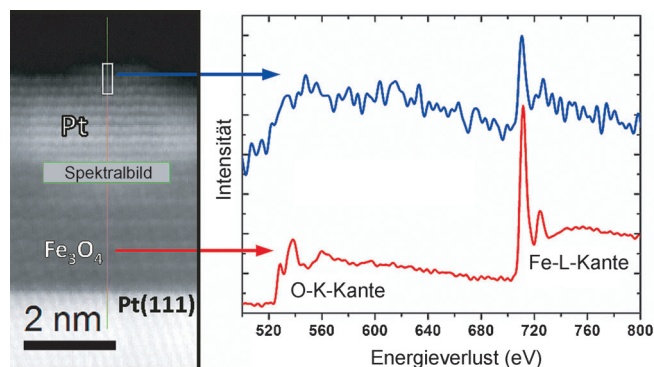 Pt
Spektralbild
Fe3O4
Pt(111)
2 nm
Intensität
O-K-Kante
Fe-L-Kante
520 560 600 640 680 720 760 800
Energieverlust (eV)